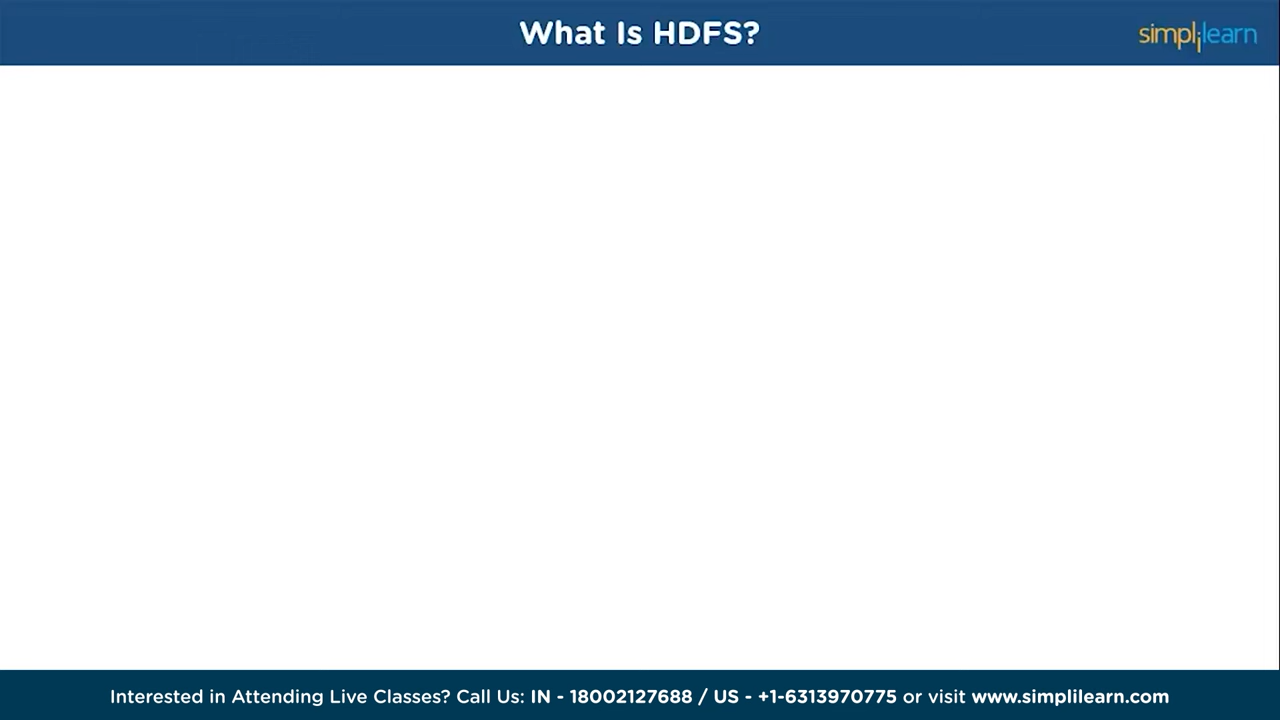 What Is HDFS?
simplilearn
Interested in Attending Live Classes? Call Us: IN - 18002127688 / US - +1-6313970775 or visit www.simplilearn.com